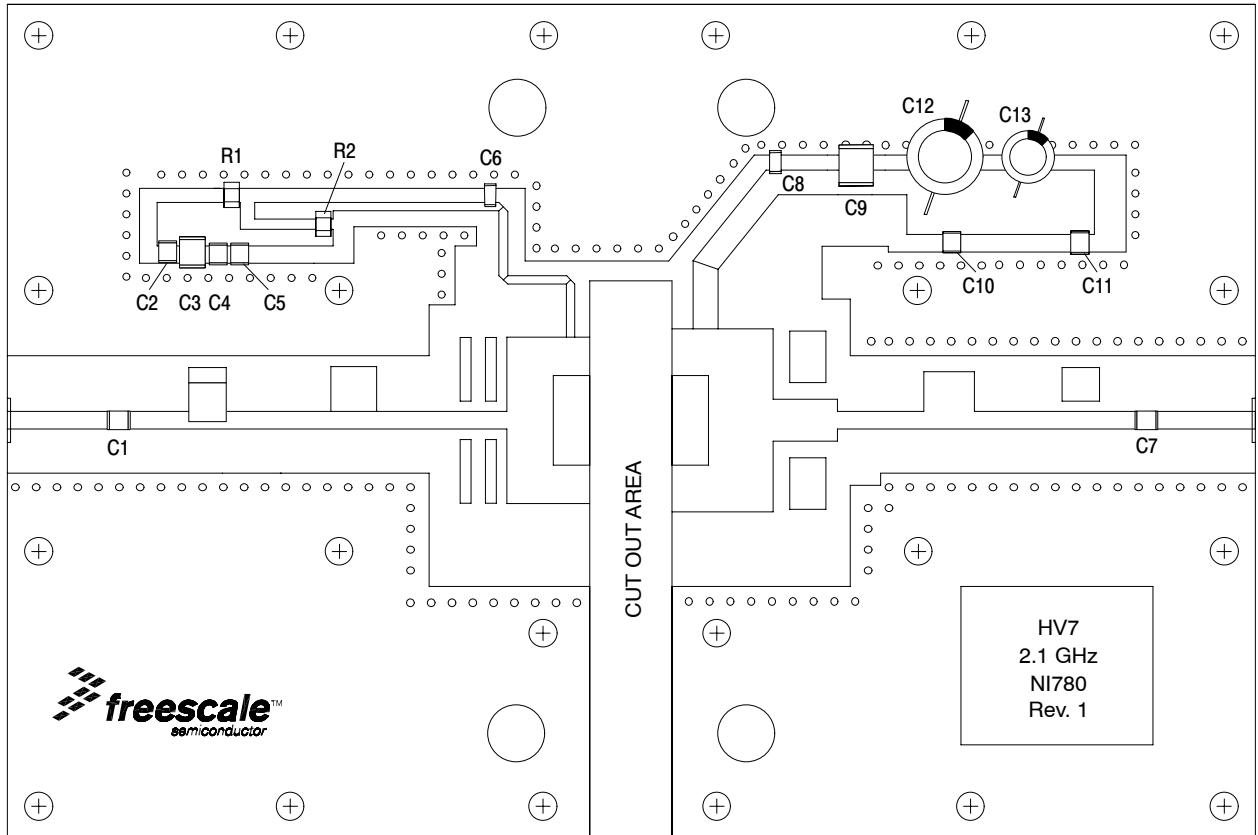 C12
C13
R1
R2
C6
C8
C9
C2
C3
C4
C5
C10
C11
C1
C7
CUT OUT AREA
HV7
2.1 GHz
NI780
Rev. 1
freescale™
semiconductor